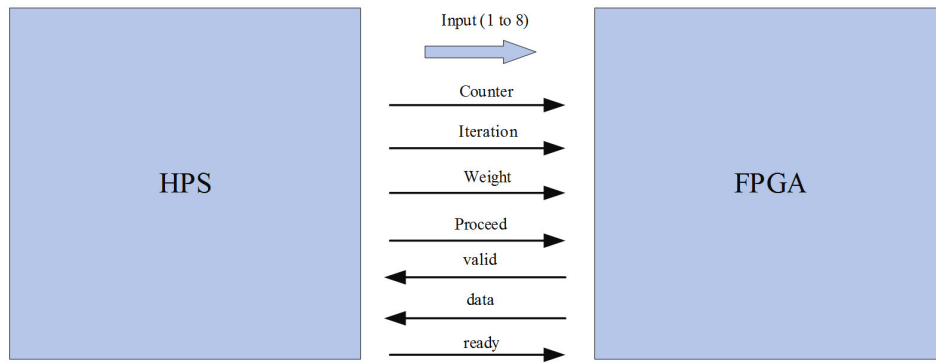 Input (1 to 8)
Counter
Iteration
HPS
Weight
FPGA
Proceed
valid
data
ready